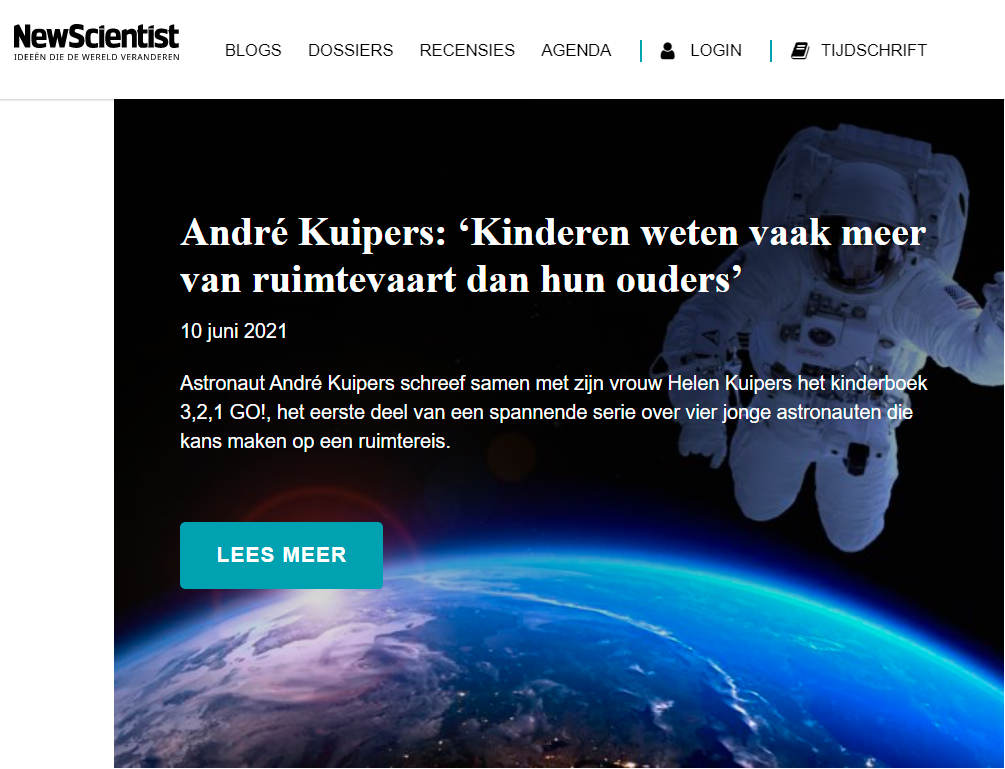 NewScientist
IDEEËN DIE DE WERELD VERANDEREN
BLOGS DOSSIERS RECENSIES AGENDA LOGIN TIJDSCHRIFT
André Kuipers: ‘Kinderen weten vaak meer
van ruimtevaart dan hun ouders’
10 juni 2021
Astronaut André Kuipers schreef samen met zijn vrouw Helen Kuipers het kinderboek
3,2,1 GO!, het eerste deel van een spannende serie over vier jonge astronauten die
kans maken op een ruimtereis.
LEES MEER